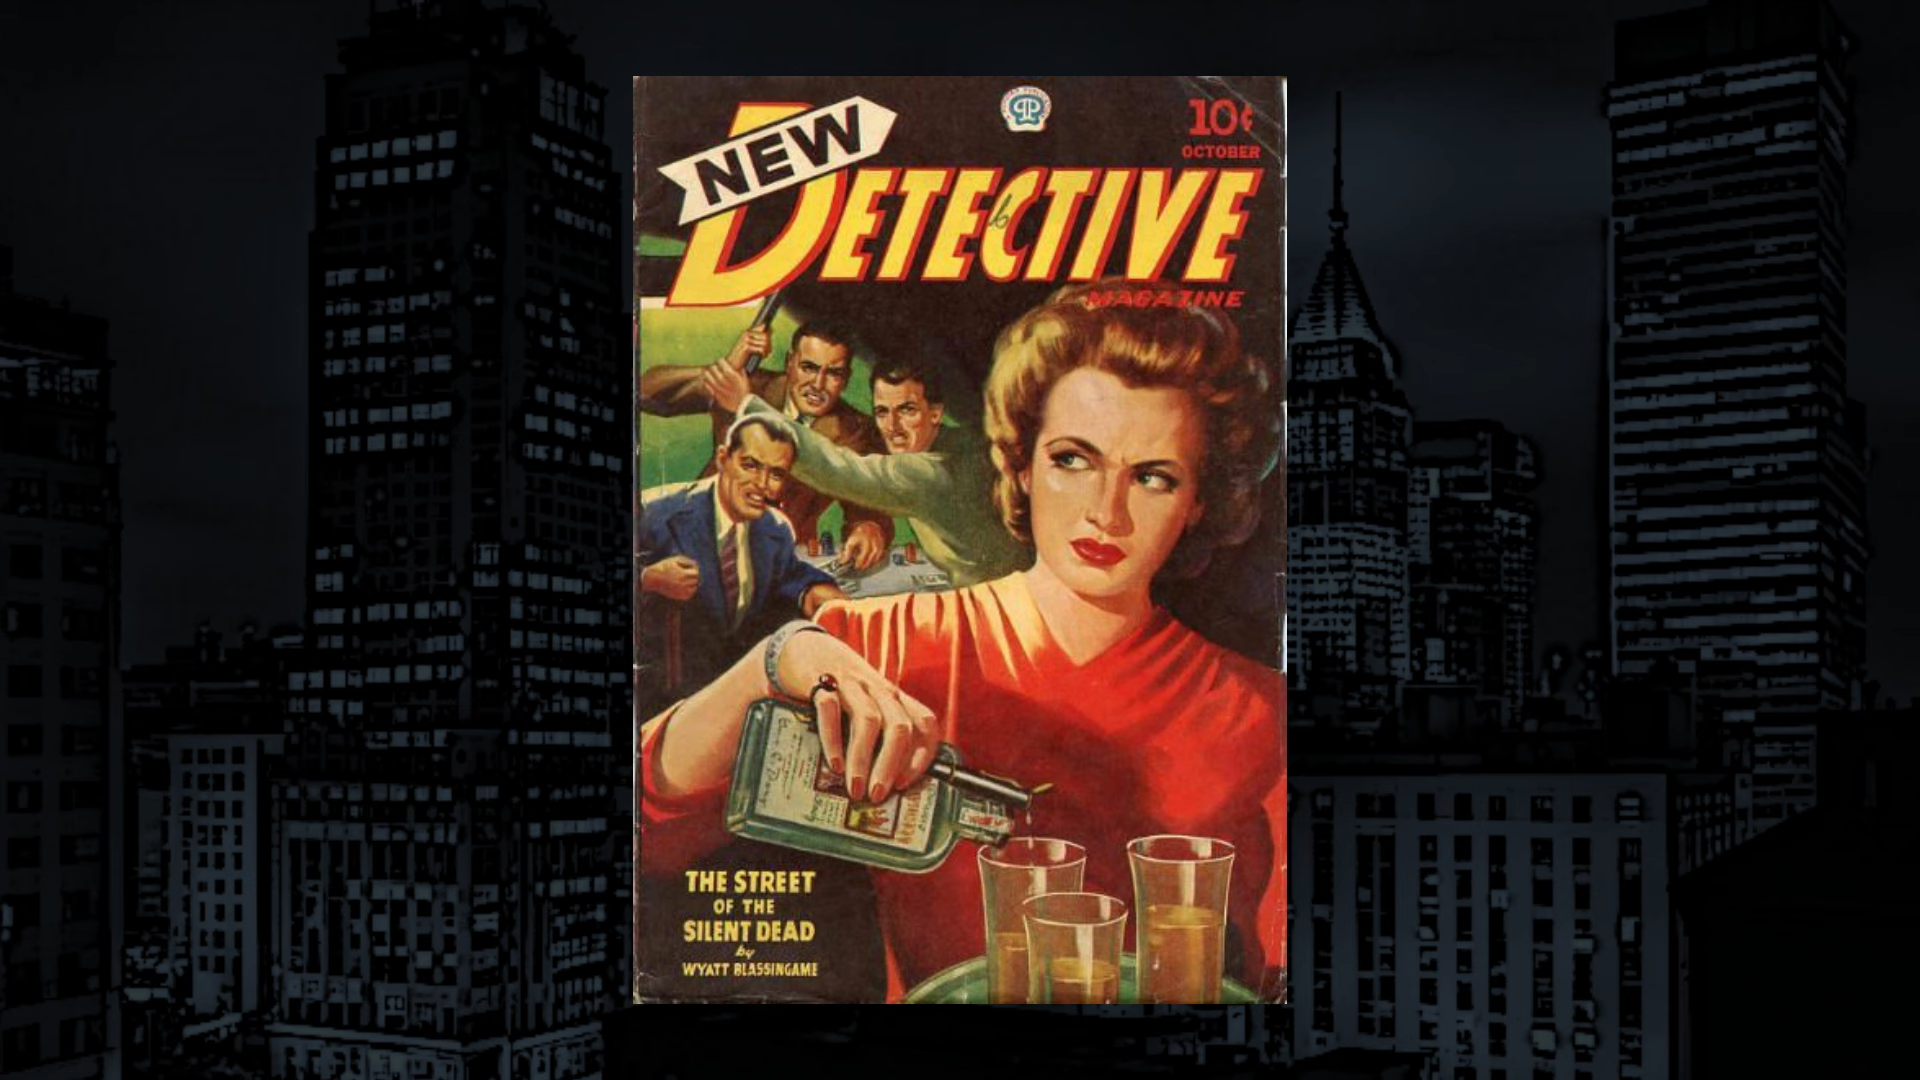 NEW
DETECTIVE
MAGAZINE
10¢
OCTOBER
THE STREET
OF THE
SILENT DEAD
by
WYATT BLASSINGAME